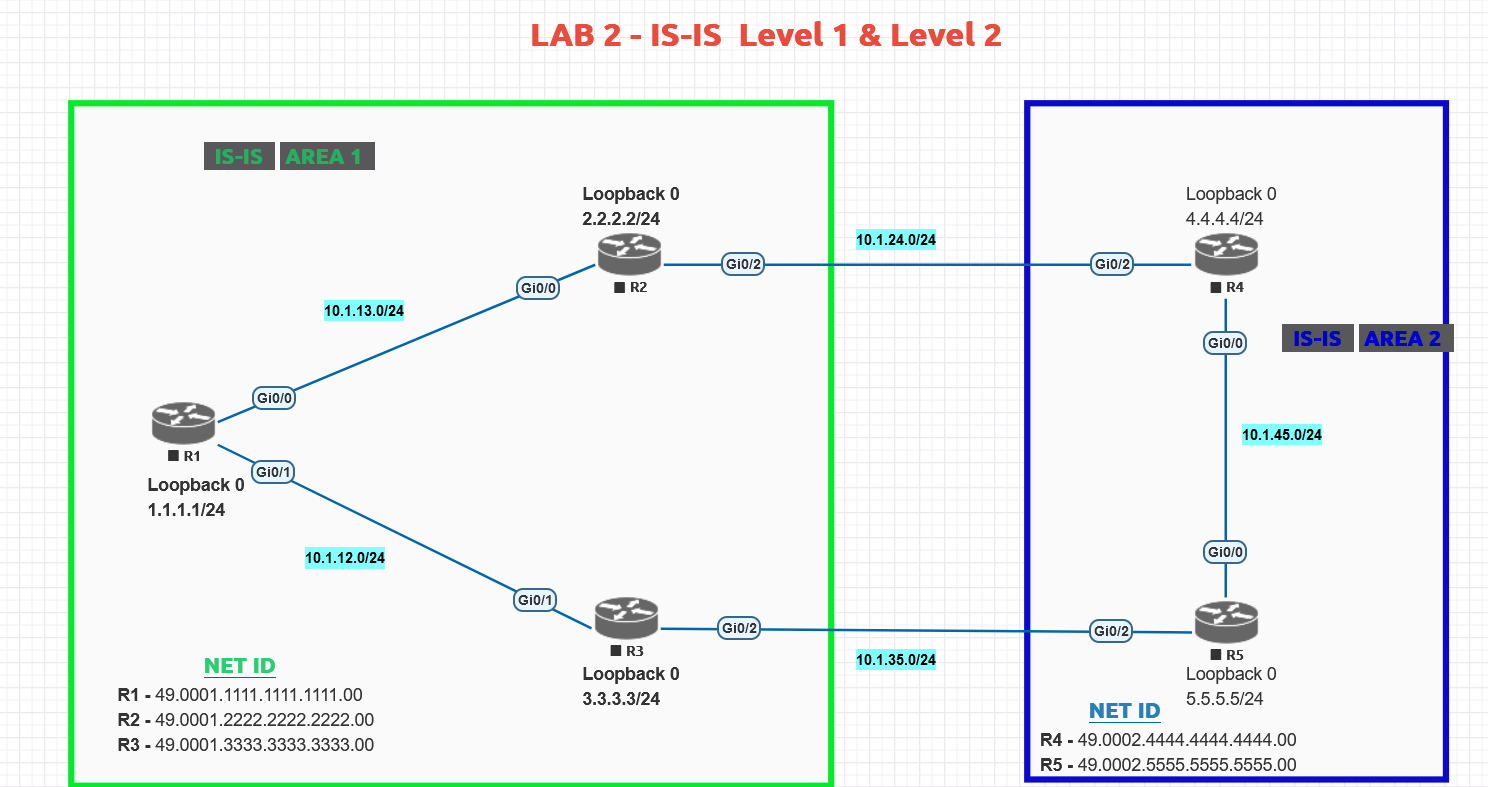 LAB 2 - IS-IS Level 1 & Level 2
IS-IS AREA 1
Loopback 0
2.2.2.2/24
R2
Gi0/2
10.1.24.0/24
Gi0/2
Loopback 0
4.4.4.4/24
R4
Gi0/0
10.1.13.0/24
Gi0/0
R1
Gi0/1
Loopback 0
1.1.1.1/24
10.1.12.0/24
Gi0/1
R3
Loopback 0
3.3.3.3/24
Gi0/2
10.1.35.0/24
Gi0/2
Gi0/0
IS-IS AREA 2
10.1.45.0/24
Gi0/0
R5
Loopback 0
5.5.5.5/24
NET ID
R1 - 49.0001.1111.1111.1111.00
R2 - 49.0001.2222.2222.2222.00
R3 - 49.0001.3333.3333.3333.00
NET ID
R4 - 49.0002.4444.4444.4444.00
R5 - 49.0002.5555.5555.5555.00